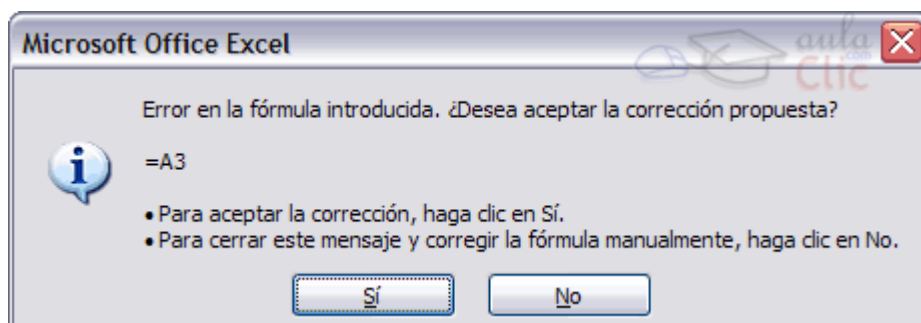 Microsoft Office Excel
aula
.com
Clic
Error en la fórmula introducida. ¿Desea aceptar la corrección propuesta?
=A3
• Para aceptar la corrección, haga clic en Sí.
• Para cerrar este mensaje y corregir la fórmula manualmente, haga clic en No.
Sí
No